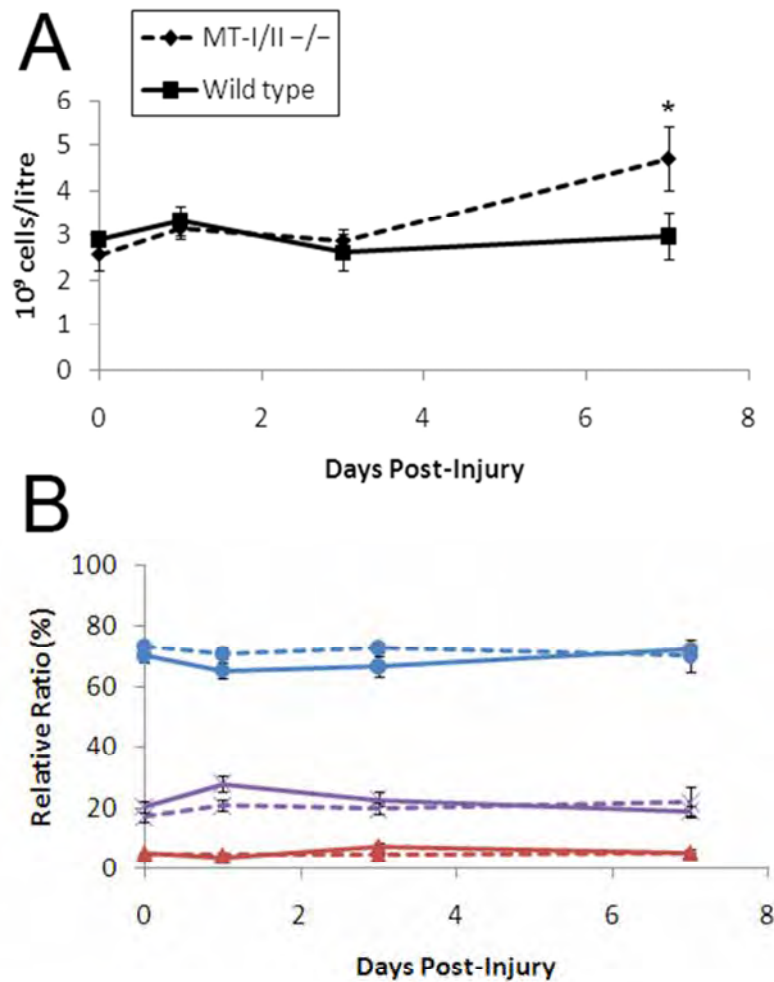 A
MT-I/II −/−
Wild type
6
5
4
3
2
1
0
*
10⁹ cells/litre
0 2 4 6 8
Days Post-Injury
B
100
80
60
40
20
0
Relative Ratio (%)
0 2 4 6 8
Days Post-Injury